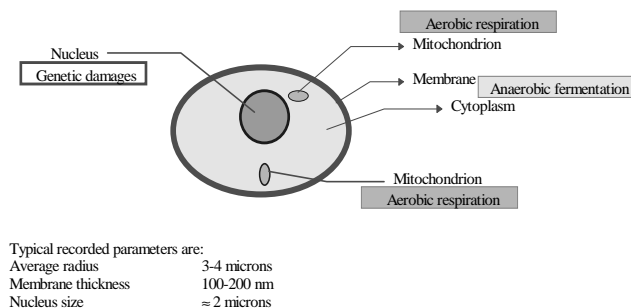 Aerobic respiration
Mitochondrion
Nucleus
Genetic damages
Membrane
Anaerobic fermentation
Cytoplasm
Mitochondrion
Aerobic respiration
Typical recorded parameters are:
Average radius 3-4 microns
Membrane thickness 100-200 nm
Nucleus size ≈ 2 microns